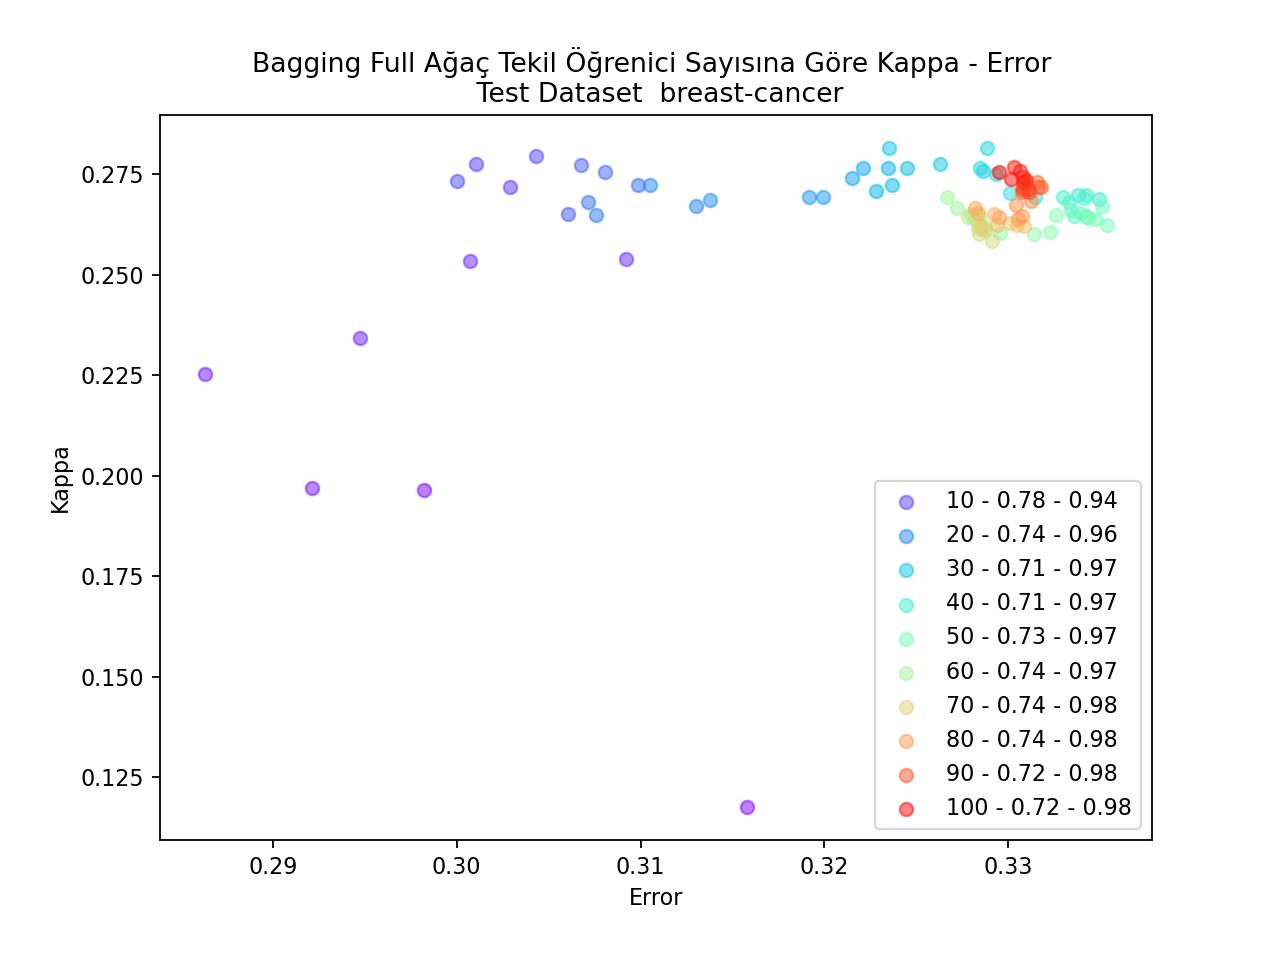 Bagging Full Ağaç Tekil Öğrenici Sayısına Göre Kappa - Error
Test Dataset  breast-cancer
Kappa
0.275
0.250
0.225
0.200
0.175
0.150
0.125
10 - 0.78 - 0.94
20 - 0.74 - 0.96
30 - 0.71 - 0.97
40 - 0.71 - 0.97
50 - 0.73 - 0.97
60 - 0.74 - 0.97
70 - 0.74 - 0.98
80 - 0.74 - 0.98
90 - 0.72 - 0.98
100 - 0.72 - 0.98
0.29 0.30 0.31 0.32 0.33
Error